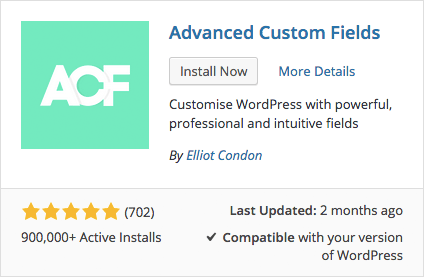 ACF
Advanced Custom Fields
Install Now
More Details
Customise WordPress with powerful,
professional and intuitive fields
By Elliot Condon
(702)
900,000+ Active Installs
Last Updated: 2 months ago
Compatible with your version
of WordPress